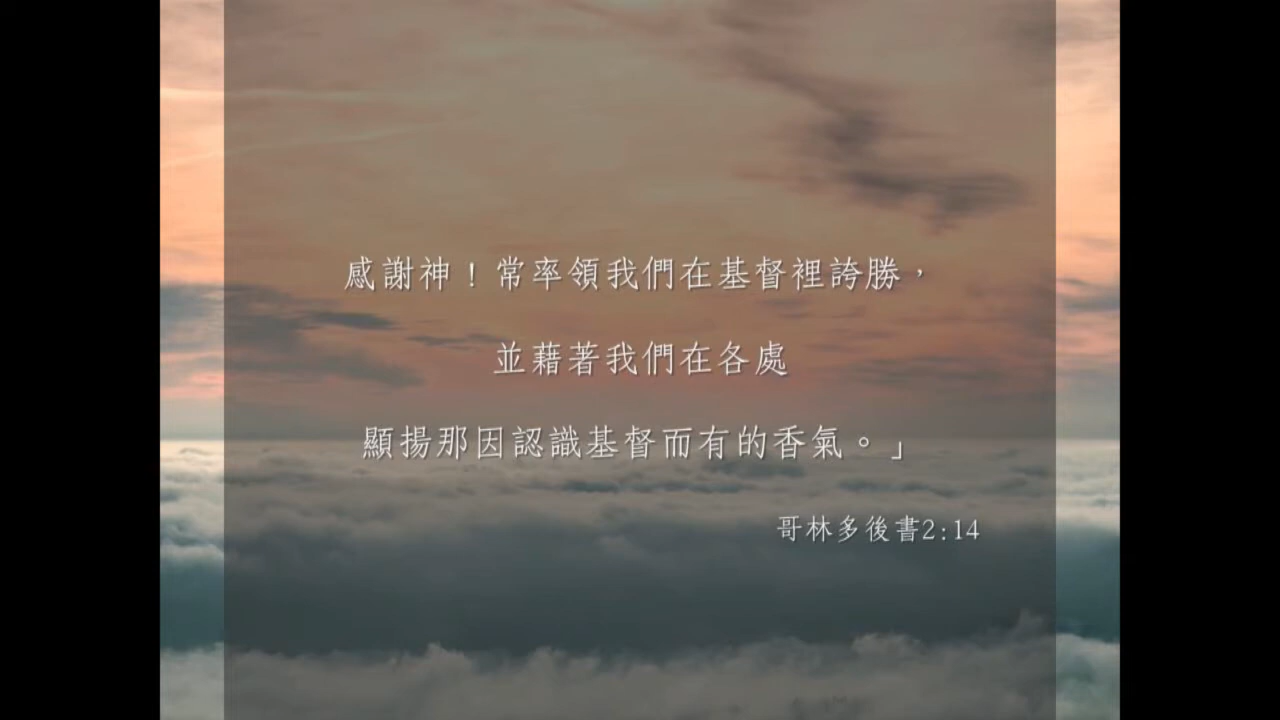 感謝神！常率領我們在基督裡誇勝，
並藉著我們在各處
顯揚那因認識基督而有的香氣。」
哥林多後書2:14